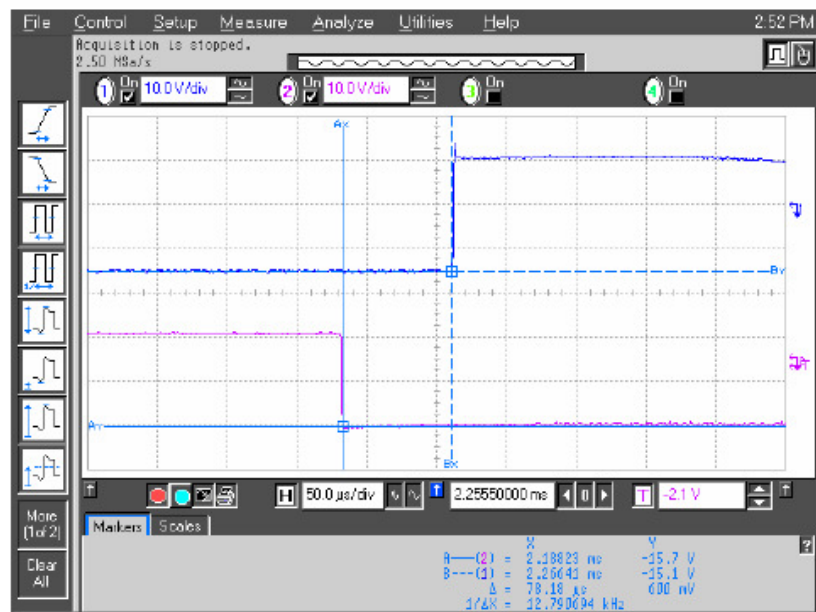 File Control Setup Measure Analyze Utilities Help 2:52 PM
Acquisition is stopped.
2.50 MSa/s
1 On 10.0 V/div 2 On 10.0 V/div 3 On 4 On
Ax
By
Ay
Bx
H 50.0 µs/div 2.25550000 ms 0 T -2.1 V
More
(1of2)
Clear
All
Markers Scales
?
X Y
A—(2) = 2.18823 ms -15.7 V
B---(1) = 2.26641 ms -15.1 V
Δ = 78.18 µs 600 mV
1/ΔX = 12.790694 kHz